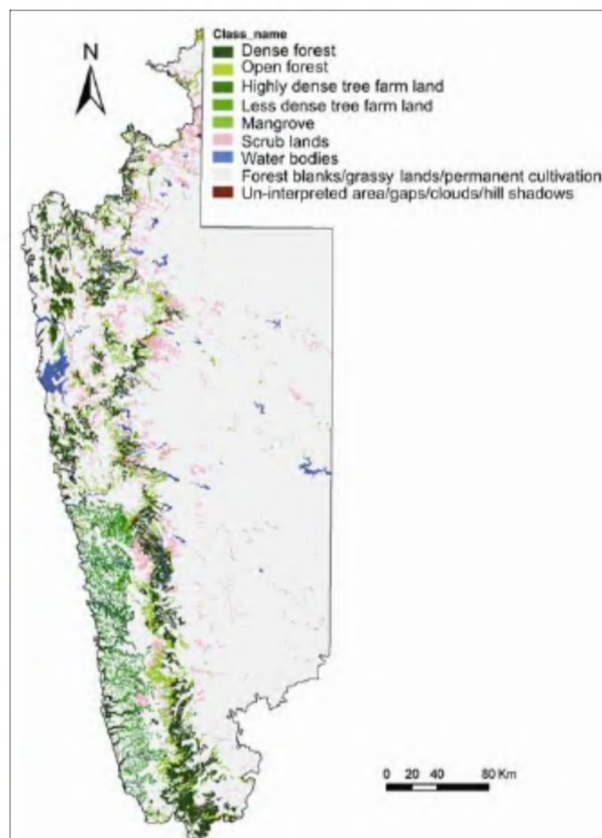 N
Class_name
Dense forest
Open forest
Highly dense tree farm land
Less dense tree farm land
Mangrove
Scrub lands
Water bodies
Forest blanks/grassy lands/permanent cultivation
Un-interpreted area/gaps/clouds/hill shadows
0 20 40 80 Km